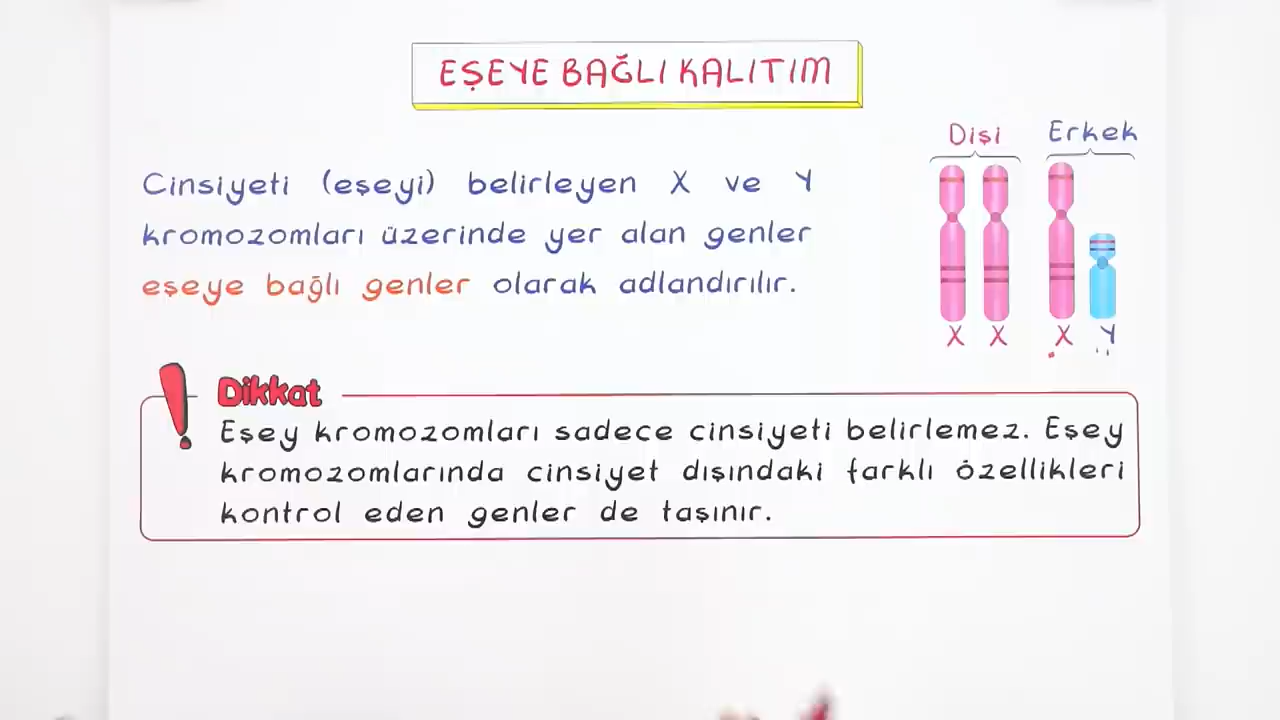 EŞEYE BAĞLI KALITIM
Dişi Erkek
Cinsiyeti (eşeyi) belirleyen X ve Y
kromozomları üzerinde yer alan genler
eşeye bağlı genler olarak adlandırılır.
X X X Y
Dikkat
Eşey kromozomları sadece cinsiyeti belirlemez. Eşey
kromozomlarında cinsiyet dışındaki farklı özellikleri
kontrol eden genler de taşınır.